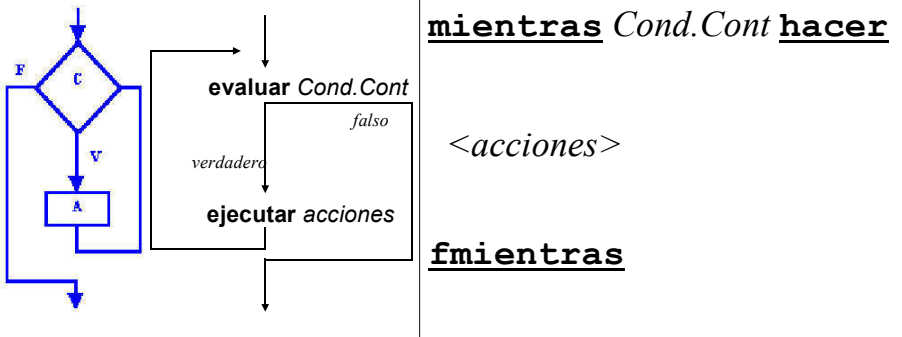 F
C
V
A
evaluar Cond.Cont
falso
verdadero
ejecutar acciones
mientras Cond.Cont hacer
<acciones>
fmientras